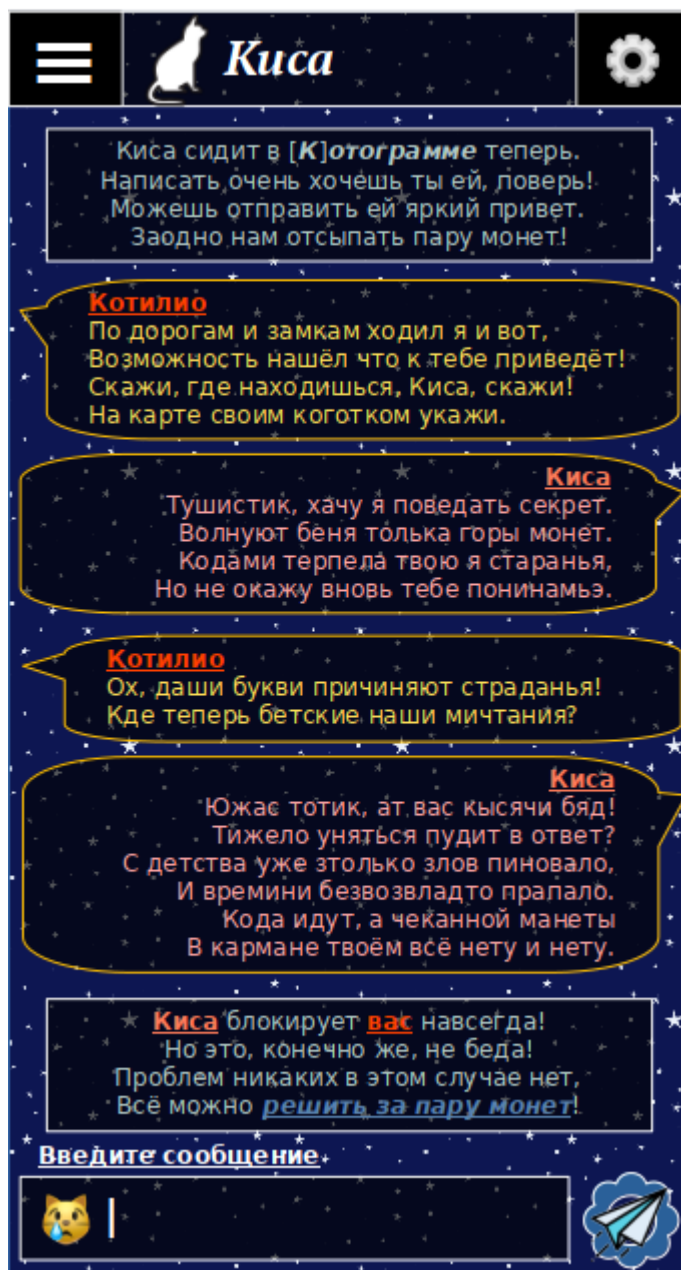 Киса
Киса сидит в [К]отограмме теперь.
Написать очень хочешь ты ей, поверь!
Можешь отправить ей яркий привет.
Заодно нам отсыпать пару монет!
Котилио
По дорогам и замкам ходил я и вот,
Возможность нашёл что к тебе приведёт!
Скажи, где находишься, Киса, скажи!
На карте своим коготком укажи.
Киса
Тушистик, хачу я поведать секрет.
Волнуют беня толька горы монет.
Кодами терпела твою я старанья,
Но не окажу вновь тебе понинамьэ.
Котилио
Ох, даши букви причиняют страданья!
Кде теперь бетские наши мичтания?
Киса
Южас тотик, ат вас кысячи бяд!
Тижело уняться пудит в ответ?
С детства уже зтолько злов пиновало,
И времини безвозвладто прапало.
Кода идут, а чеканной манеты
В кармане твоём всё нету и нету.
Киса блокирует вас навсегда!
Но это, конечно же, не беда!
Проблем никаких в этом случае нет,
Всё можно решить за пару монет!
Введите сообщение.